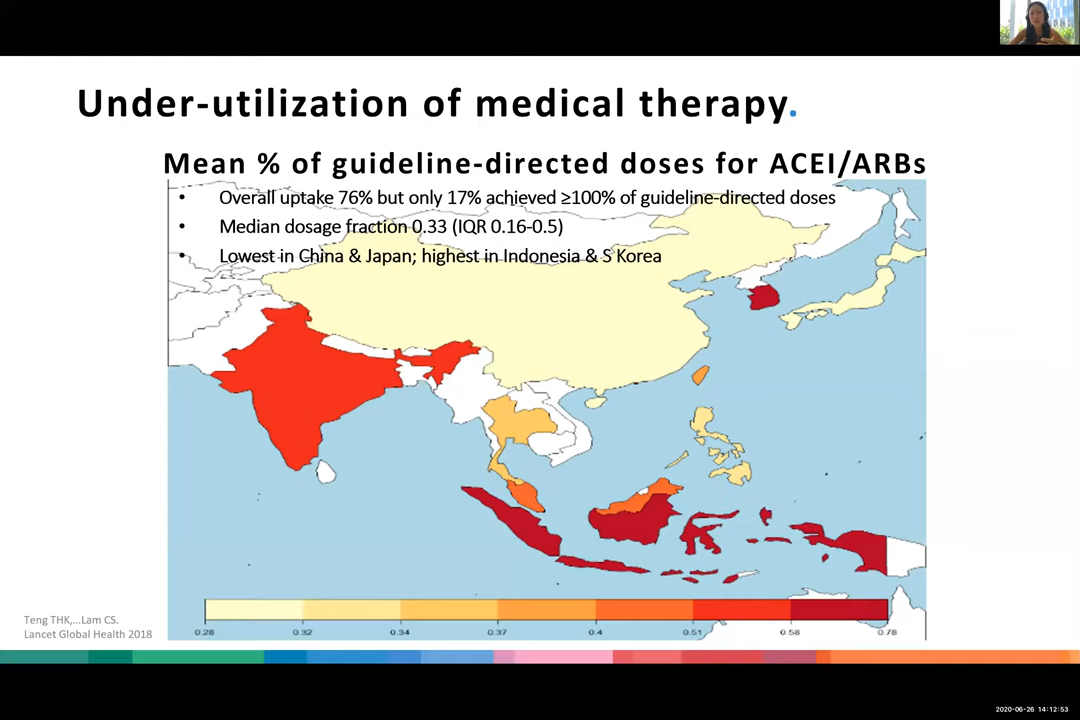 Under-utilization of medical therapy.
Mean % of guideline-directed doses for ACEI/ARBs
• Overall uptake 76% but only 17% achieved ≥100% of guideline-directed doses
• Median dosage fraction 0.33 (IQR 0.16-0.5)
• Lowest in China & Japan; highest in Indonesia & S Korea
0.28 0.32 0.34 0.37 0.4 0.51 0.58 0.78
Teng THK,...Lam CS.
Lancet Global Health 2018
2020-06-26 14:12:53